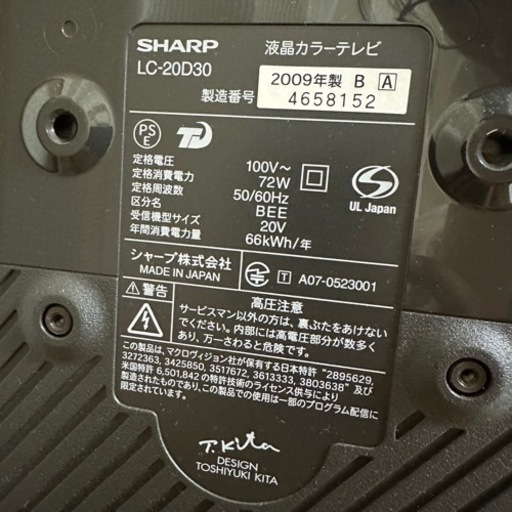 SHARP 液晶カラーテレビ
LC-20D30
2009年製 B A
製造番号 4658152
PSE
定格電圧 100V~
定格消費電力 72W
定格周波数 50/60Hz
区分名 BEE
受信機型サイズ 20V
年間消費電力量 66kWh/年
UL Japan
シャープ株式会社
MADE IN JAPAN
T A07-0523001
警告
高圧注意
サービスマン以外の方は、裏ぶたをあけないで
ください。内部には高電圧部分が数多く
あり、万一さわると危険です。
この製品は、マクロヴィジョン社が保有する日本特許 "2895629,
3272363, 3425850, 3517672, 3613333, 3803638" 及び
米国特許 6,501,842 の特許技術のライセンス供与により
製造されたものであり、この製品での使用は一部のプログラム配信に
限定されています。
T.Kita
DESIGN
TOSHIYUKI KITA